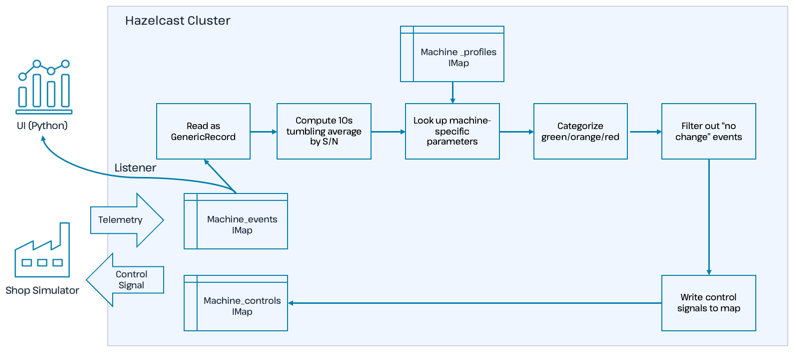 Hazelcast Cluster
Machine _profiles
IMap
UI (Python)
Read as
GenericRecord
Compute 10s
tumbling average
by S/N
Look up machine-
specific
parameters
Categorize
green/orange/red
Filter out "no
change" events
Listener
Telemetry
Machine_events
IMap
Shop Simulator
Control
Signal
Machine_controls
IMap
Write control
signals to map